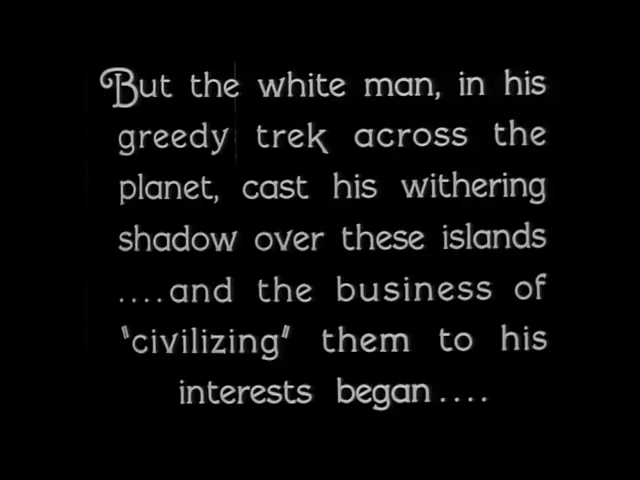 But the white man, in his
greedy trek across the
planet, cast his withering
shadow over these islands
....and the business of
"civilizing" them to his
interests began....